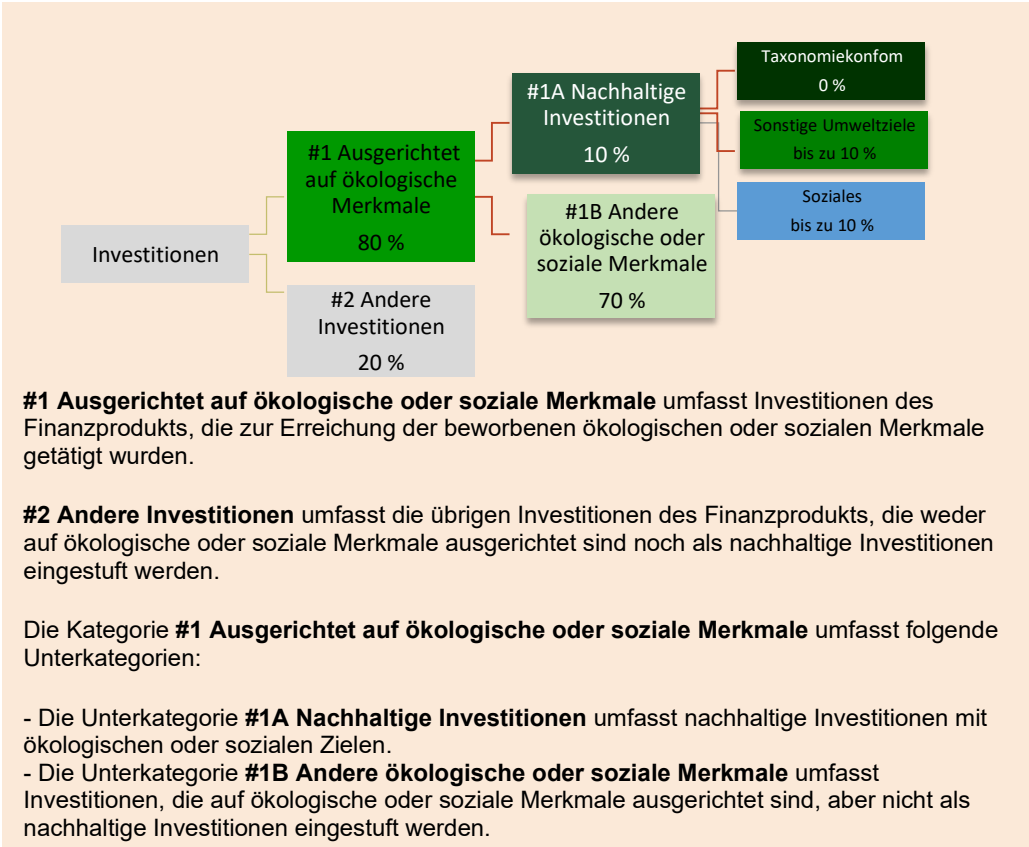 Taxonomiekonfom
0 %
#1A Nachhaltige
Investitionen
10 %
Sonstige Umweltziele
bis zu 10 %
#1 Ausgerichtet
auf ökologische
Merkmale
80 %
Soziales
bis zu 10 %
#1B Andere
ökologische oder
soziale Merkmale
70 %
Investitionen
#2 Andere
Investitionen
20 %
#1 Ausgerichtet auf ökologische oder soziale Merkmale umfasst Investitionen des
Finanzprodukts, die zur Erreichung der beworbenen ökologischen oder sozialen Merkmale
getätigt wurden.
#2 Andere Investitionen umfasst die übrigen Investitionen des Finanzprodukts, die weder
auf ökologische oder soziale Merkmale ausgerichtet sind noch als nachhaltige Investitionen
eingestuft werden.
Die Kategorie #1 Ausgerichtet auf ökologische oder soziale Merkmale umfasst folgende
Unterkategorien:
- Die Unterkategorie #1A Nachhaltige Investitionen umfasst nachhaltige Investitionen mit
ökologischen oder sozialen Zielen.
- Die Unterkategorie #1B Andere ökologische oder soziale Merkmale umfasst
Investitionen, die auf ökologische oder soziale Merkmale ausgerichtet sind, aber nicht als
nachhaltige Investitionen eingestuft werden.